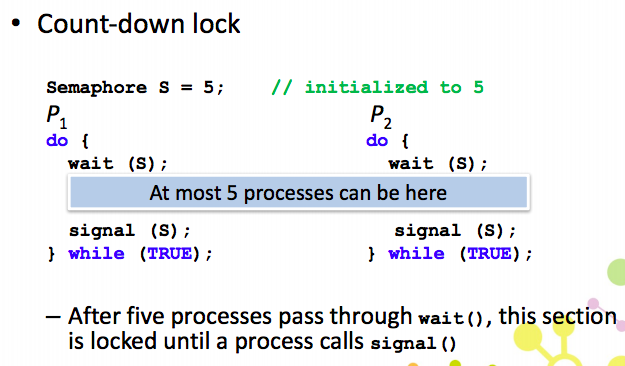 • Count-down lock
Semaphore S = 5; // initialized to 5
P1 P2
do { do {
wait (S); wait (S);
At most 5 processes can be here
signal (S); signal (S);
} while (TRUE); } while (TRUE);
– After five processes pass through wait(), this section
is locked until a process calls signal()